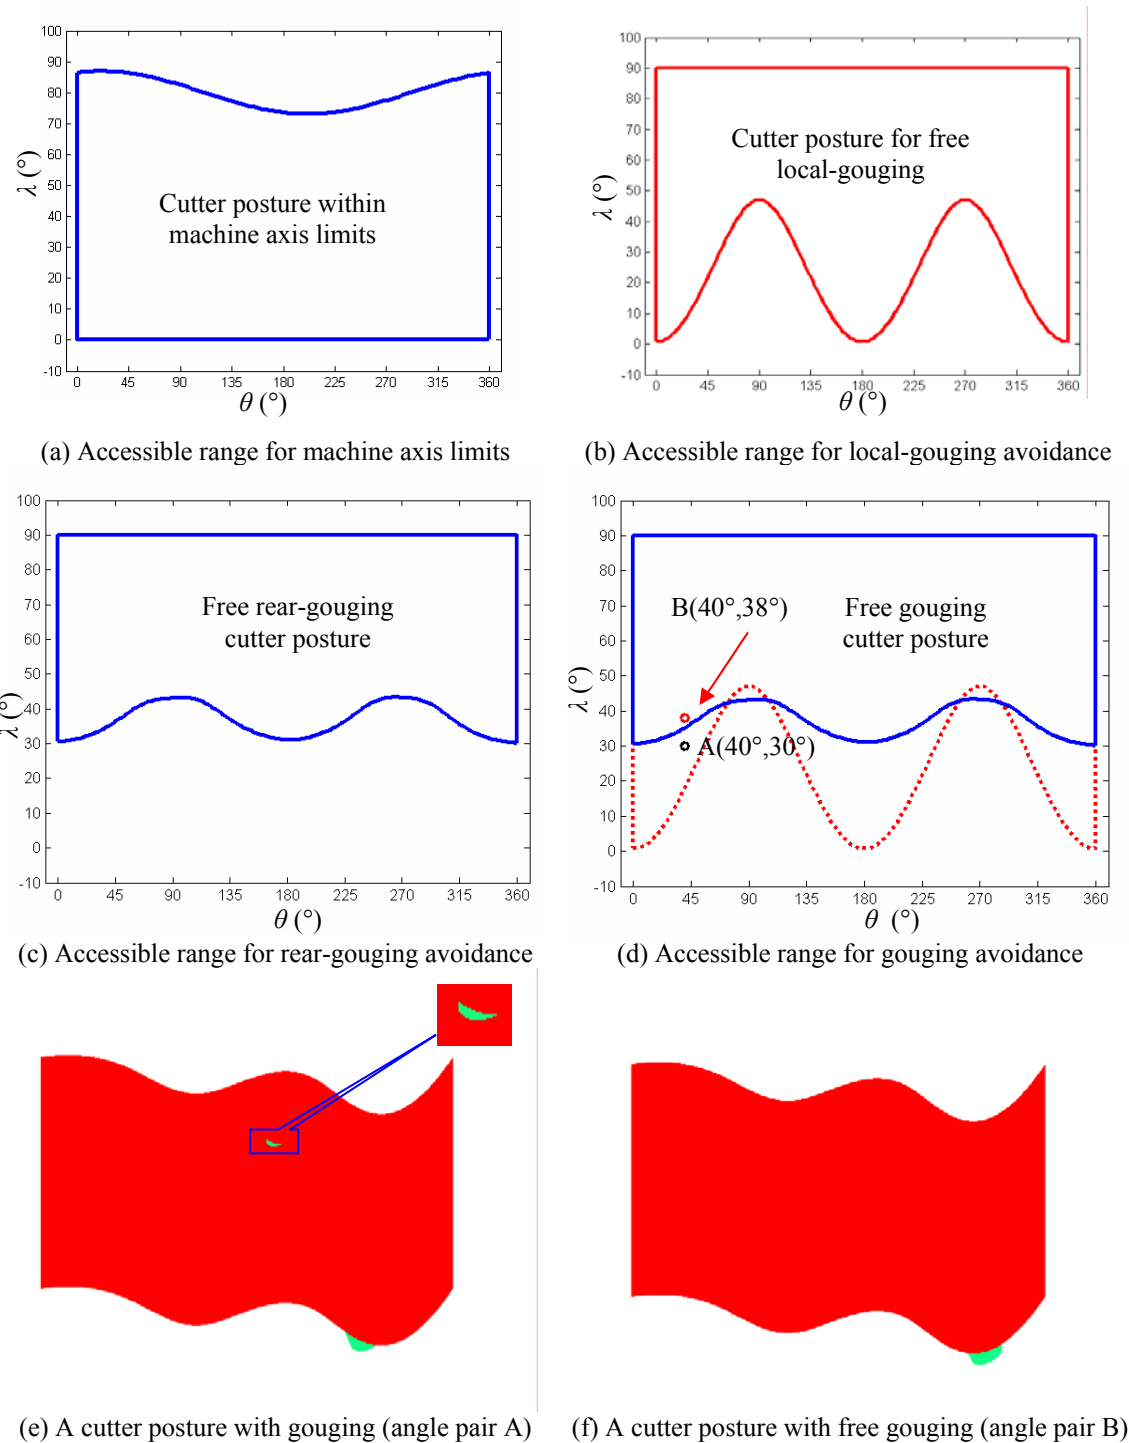 100
90
80
70
60
50
40
30
20
10
0
-10
λ (°)
Cutter posture within
machine axis limits
0 45 90 135 180 225 270 315 360
θ (°)
(a) Accessible range for machine axis limits
100
90
80
70
60
50
40
30
20
10
0
-10
λ (°)
Cutter posture for free
local-gouging
0 45 90 135 180 225 270 315 360
θ (°)
(b) Accessible range for local-gouging avoidance
100
90
80
70
60
50
40
30
20
10
0
-10
λ (°)
Free rear-gouging
cutter posture
0 45 90 135 180 225 270 315 360
θ (°)
(c) Accessible range for rear-gouging avoidance
100
90
80
70
60
50
40
30
20
10
0
-10
λ (°)
B(40°,38°)
Free gouging
cutter posture
A(40°,30°)
0 45 90 135 180 225 270 315 360
θ (°)
(d) Accessible range for gouging avoidance
(e) A cutter posture with gouging (angle pair A)
(f) A cutter posture with free gouging (angle pair B)